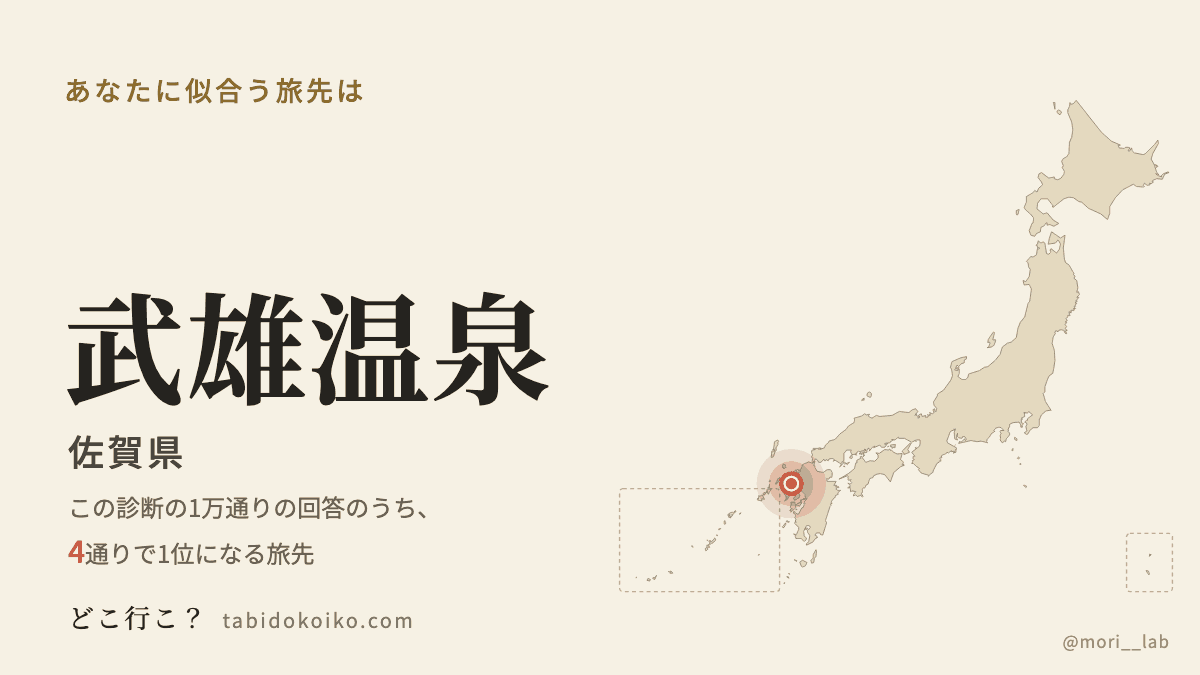 あなたに似合う旅先は
武雄温泉
佐賀県
この診断の1万通りの回答のうち、
4通りで1位になる旅先
どこ行こ？ tabidokoiko.com
@mori__lab